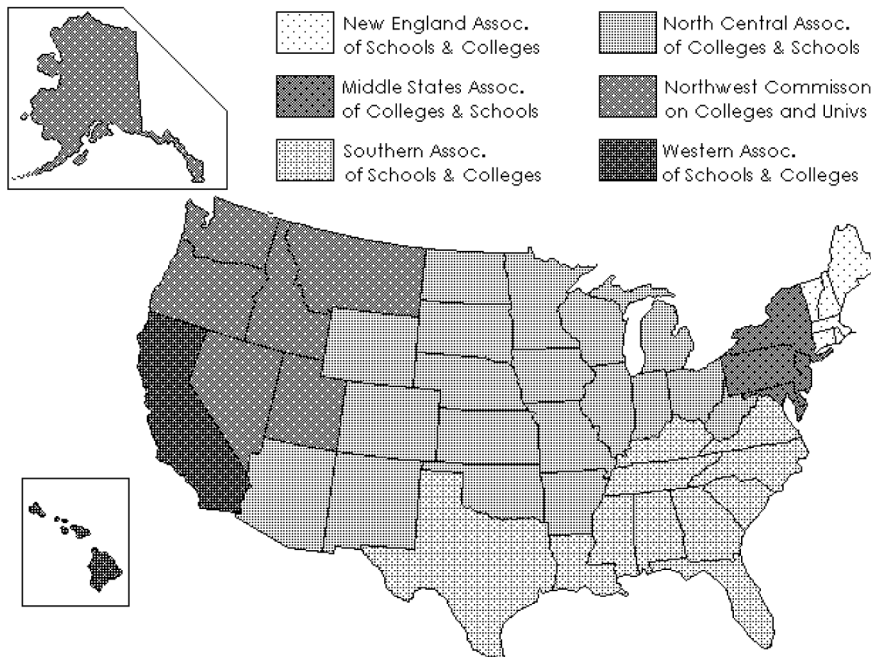 New England Assoc.
of Schools & Colleges
North Central Assoc.
of Colleges & Schools
Middle States Assoc.
of Colleges & Schools
Northwest Commisson
on Colleges and Univs
Southern Assoc.
of Schools & Colleges
Western Assoc.
of Schools & Colleges